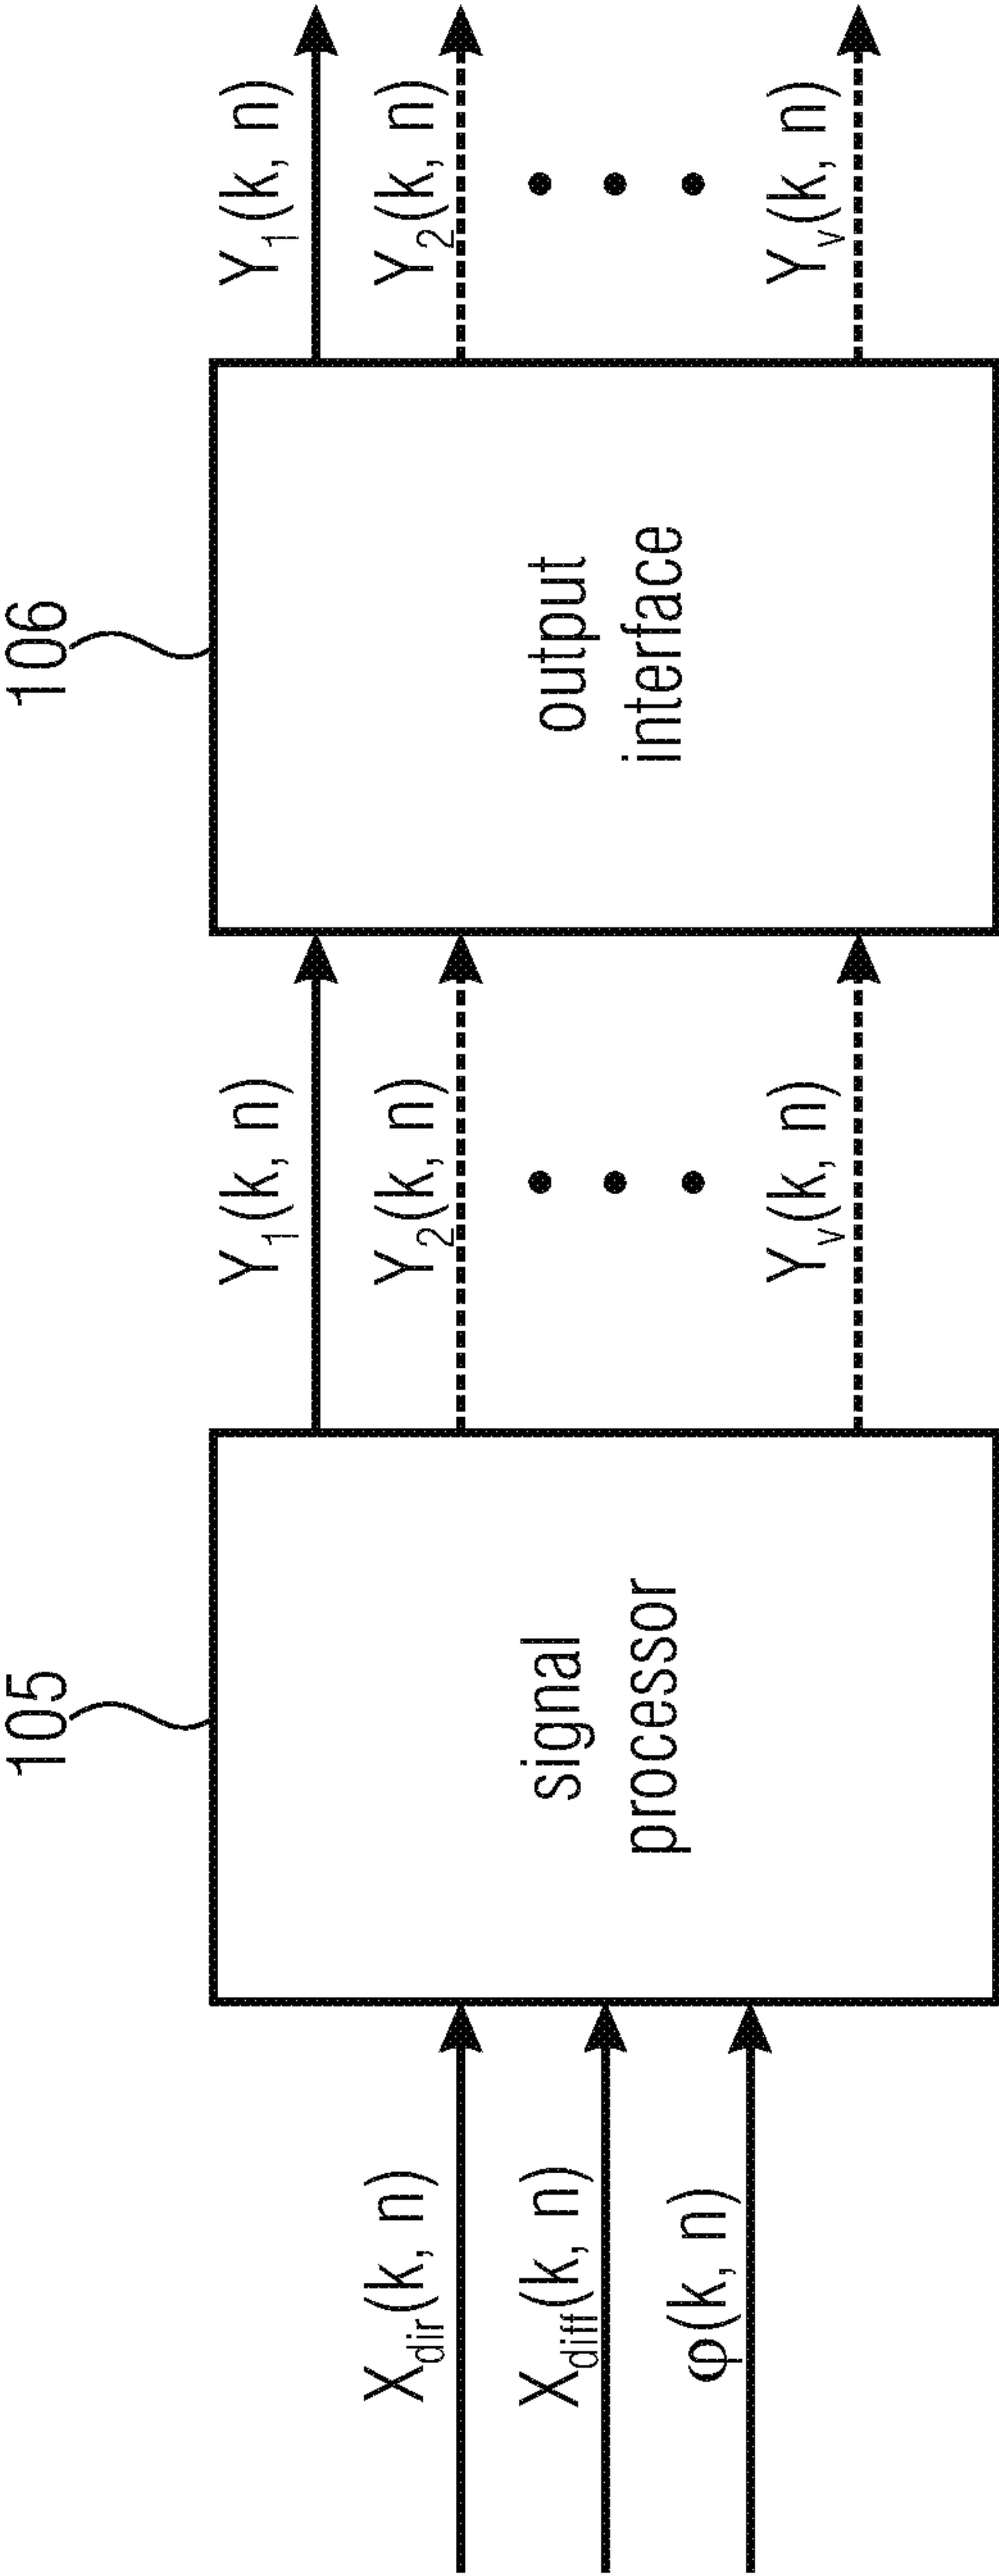 105
106
X_dir(k, n)
X_diff(k, n)
φ(k, n)
signal
processor
Y_1(k, n)
Y_2(k, n)
Y_v(k, n)
output
interface
Y_1(k, n)
Y_2(k, n)
Y_v(k, n)